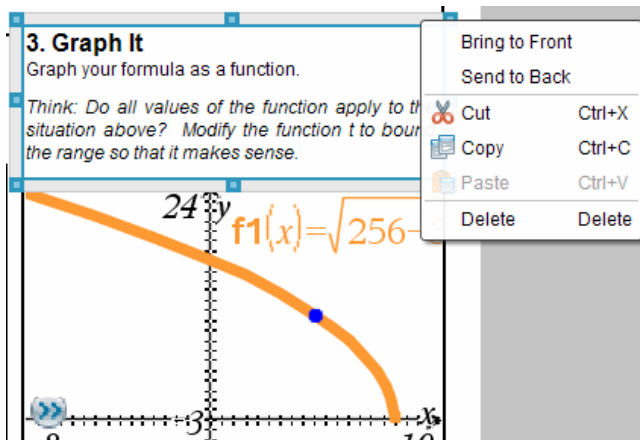 3. Graph It
Graph your formula as a function.
Think: Do all values of the function apply to th
situation above? Modify the function t to boun
the range so that it makes sense.
Bring to Front
Send to Back
Cut Ctrl+X
Copy Ctrl+C
Paste Ctrl+V
Delete Delete
24 y
f1(x)=√256-
-3
x